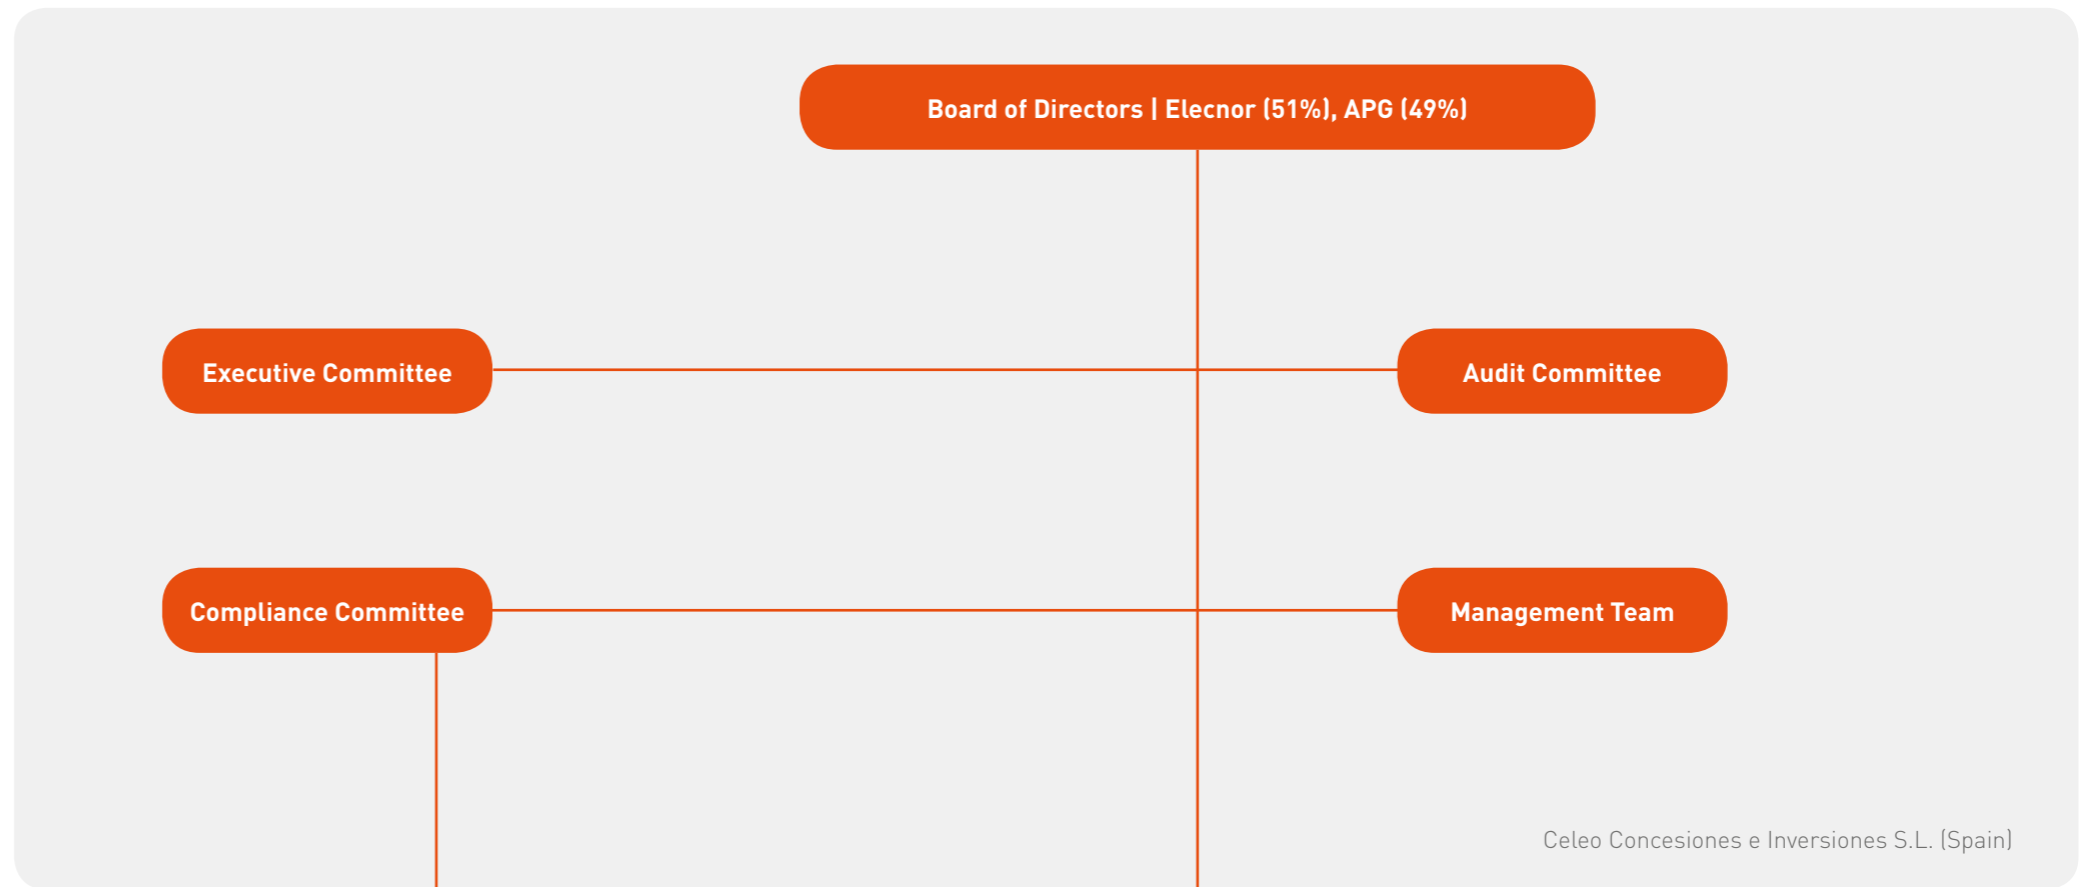 Board of Directors | Elecnor (51%), APG (49%)
Executive Committee
Audit Committee
Compliance Committee
Management Team
Celeo Concesiones e Inversiones S.L. (Spain)